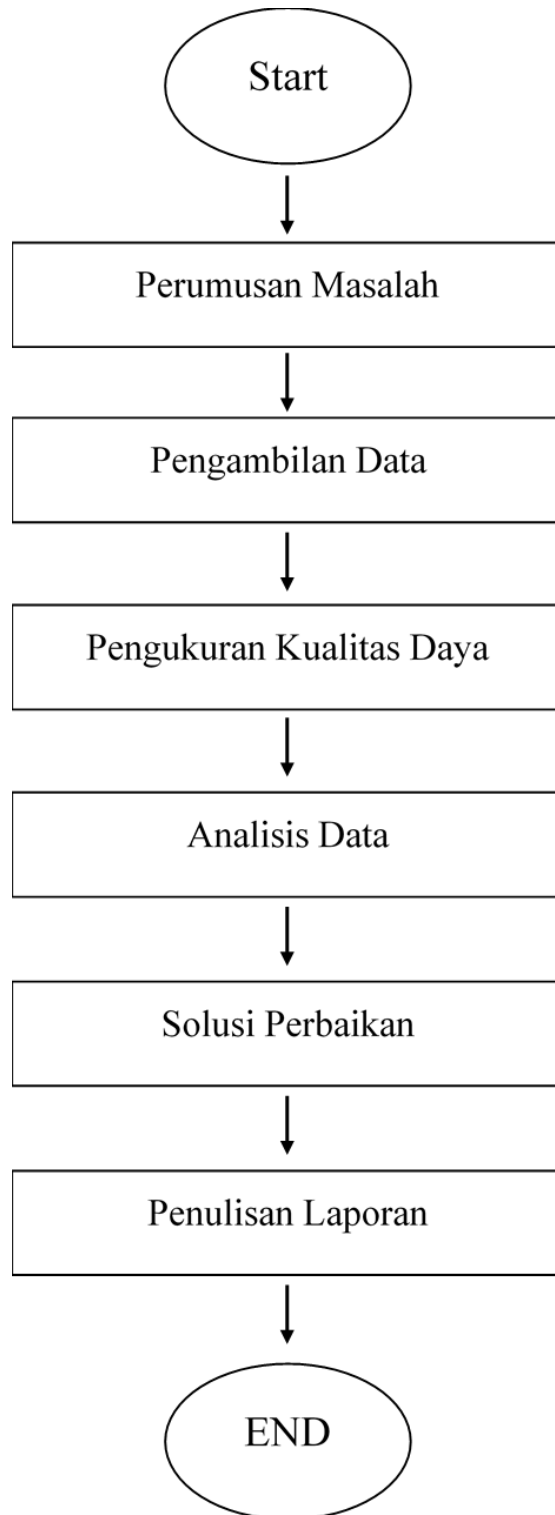 Start
Perumusan Masalah
Pengambilan Data
Pengukuran Kualitas Daya
Analisis Data
Solusi Perbaikan
Penulisan Laporan
END